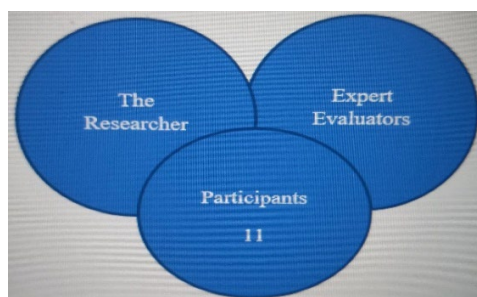 The
Researcher
Expert
Evaluators
Participants
11